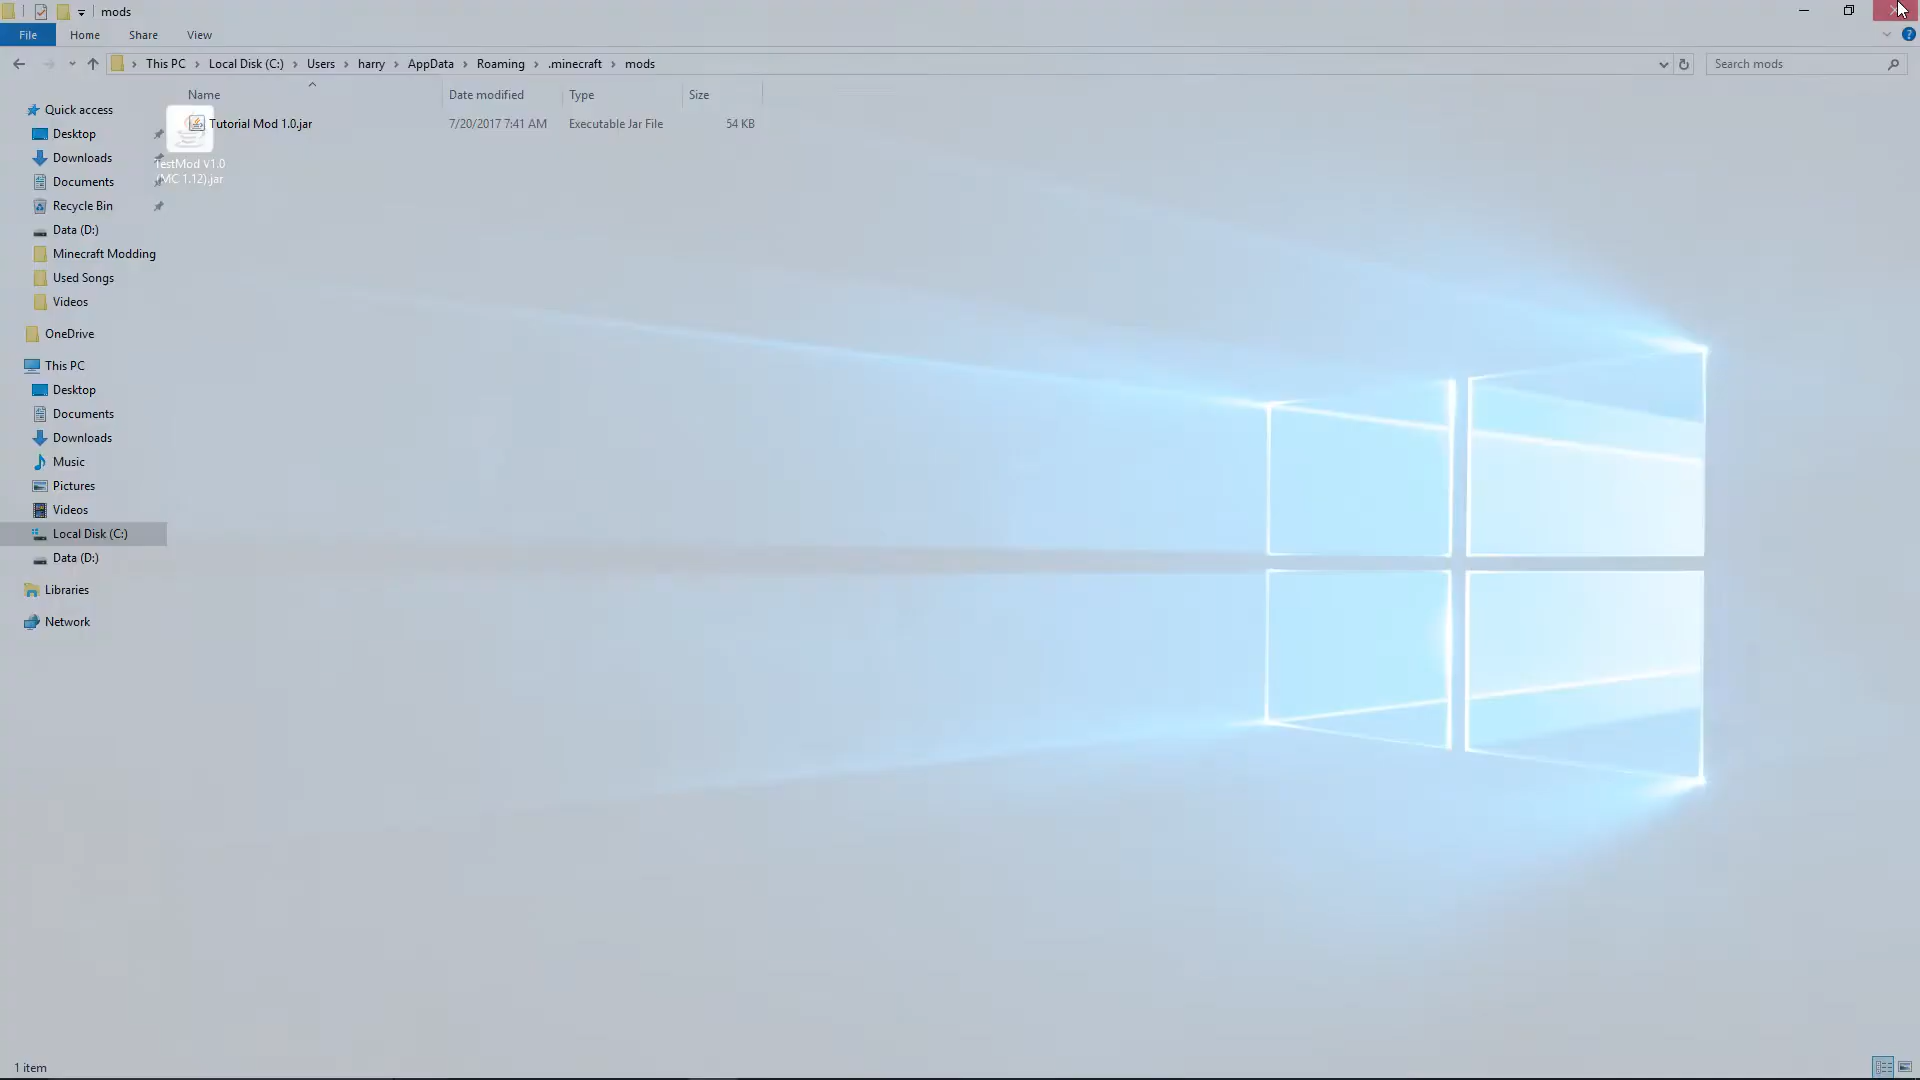 mods
File
Home
Share
View
This PC
Local Disk (C:)
Users
harry
AppData
Roaming
.minecraft
mods
Search mods
Name
Date modified
Type
Size
Tutorial Mod 1.0.jar
7/20/2017 7:41 AM
Executable Jar File
54 KB
TestMod V1.0
(MC 1.12).jar
Quick access
Desktop
Downloads
Documents
Recycle Bin
Data (D:)
Minecraft Modding
Used Songs
Videos
OneDrive
This PC
Desktop
Documents
Downloads
Music
Pictures
Videos
Local Disk (C:)
Data (D:)
Libraries
Network
1 item